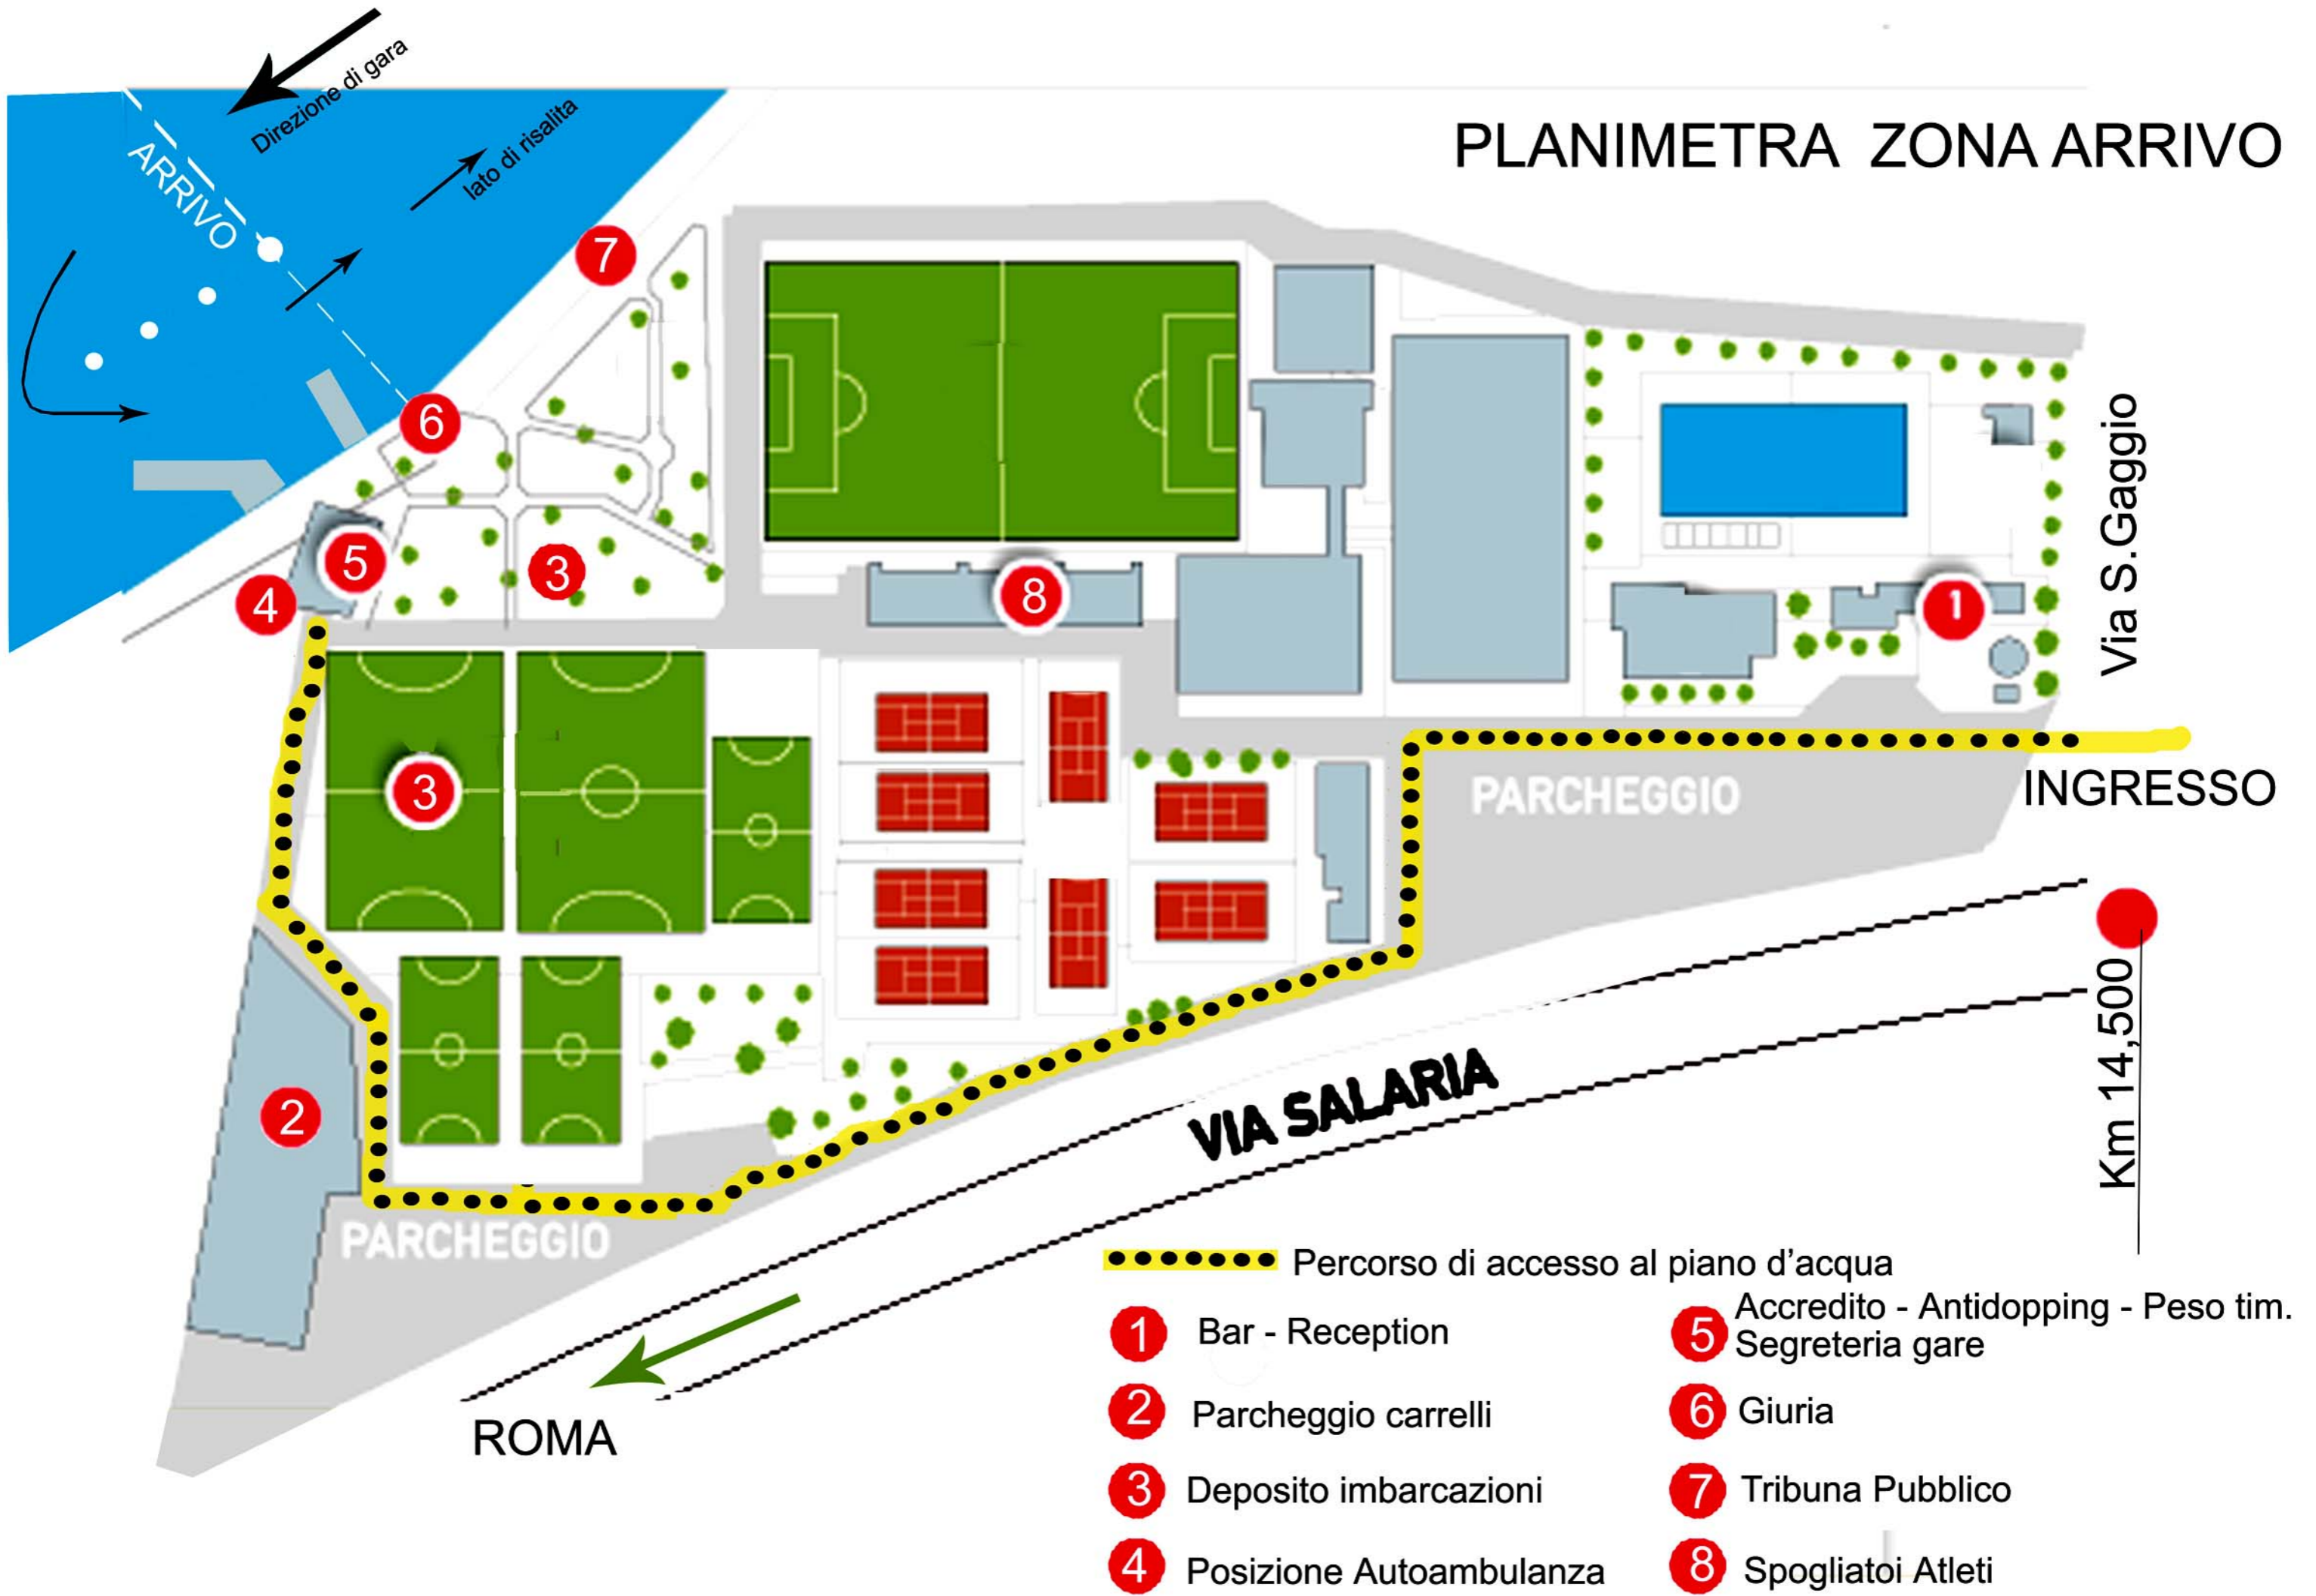 Direzione di gara
lato di risalita
ARRIVO
PLANIMETRA ZONA ARRIVO
7
6
5
4
3
8
1
Via S.Gaggio
3
PARCHEGGIO
INGRESSO
2
VIA SALARIA
Km 14,500
PARCHEGGIO
ROMA
Percorso di accesso al piano d’acqua
1 Bar - Reception
2 Parcheggio carrelli
3 Deposito imbarcazioni
4 Posizione Autoambulanza
5 Accredito - Antidopping - Peso tim.
Segreteria gare
6 Giuria
7 Tribuna Pubblico
8 Spogliatoi Atleti